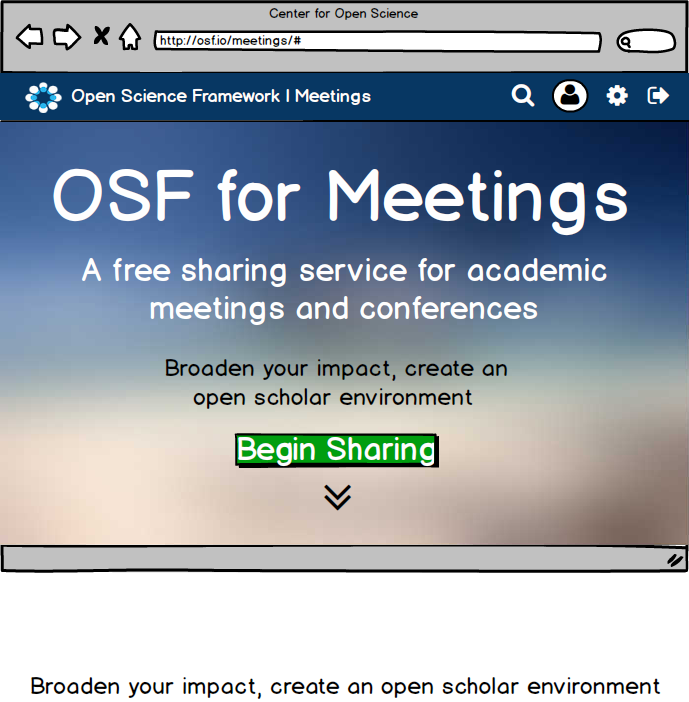 Center for Open Science
http://osf.io/meetings/#
Open Science Framework | Meetings
OSF for Meetings
A free sharing service for academic
meetings and conferences
Broaden your impact, create an
open scholar environment
Begin Sharing
Broaden your impact, create an open scholar environment